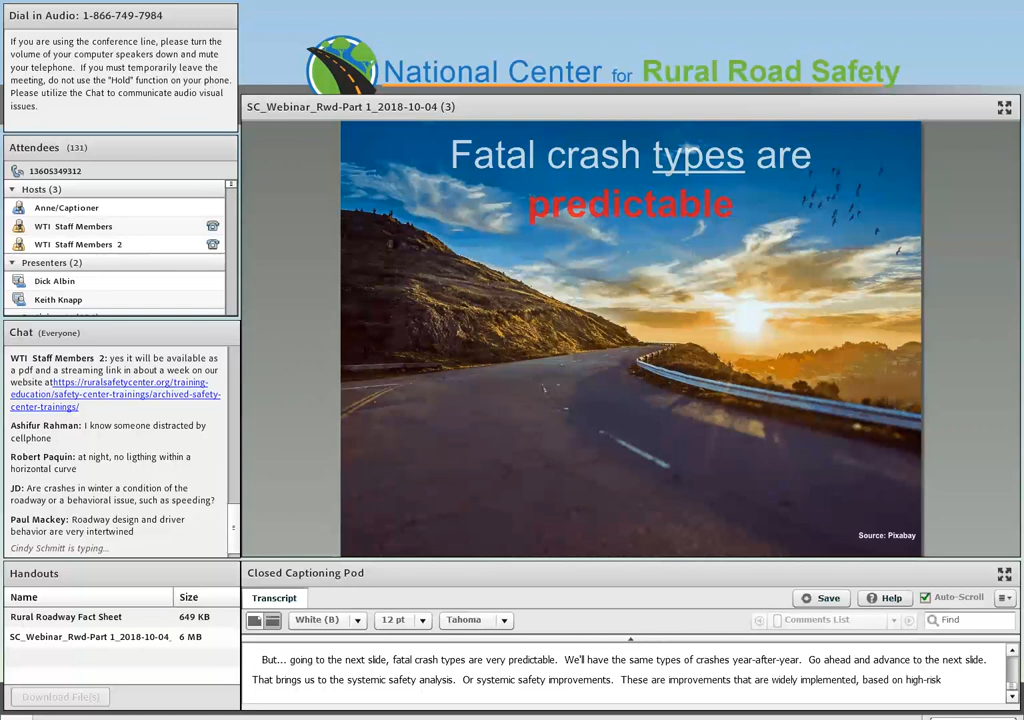 Dial in Audio: 1-866-749-7984
If you are using the conference line, please turn the
volume of your computer speakers down and mute
your telephone. If you must temporarily leave the
meeting, do not use the "Hold" function on your phone.
Please utilize the Chat to communicate audio visual
issues.
National Center for Rural Road Safety
Attendees (131)
13605349312
Hosts (3)
Anne/Captioner
WTI Staff Members
WTI Staff Members 2
Presenters (2)
Dick Albin
Keith Knapp
Chat (Everyone)
WTI Staff Members 2: yes it will be available as
a pdf and a streaming link in about a week on our
website athttps://ruralsafetycenter.org/training-
education/safety-center-trainings/archived-safety-
center-trainings/
Ashifur Rahman: I know someone distracted by
cellphone
Robert Paquin: at night, no ligthing within a
horizontal curve
JD: Are crashes in winter a condition of the
roadway or a behavioral issue, such as speeding?
Paul Mackey: Roadway design and driver
behavior are very intertwined
Cindy Schmitt is typing...
Handouts
Name Size
Rural Roadway Fact Sheet 649 KB
SC_Webinar_Rwd-Part 1_2018-10-04_ 6 MB
Download File(s)
SC_Webinar_Rwd-Part 1_2018-10-04 (3)
Fatal crash types are
predictable
Source: Pixabay
Closed Captioning Pod
Transcript
Save
Help
Auto-Scroll
White (B)
12 pt
Tahoma
Comments List
Find
But... going to the next slide, fatal crash types are very predictable. We'll have the same types of crashes year-after-year. Go ahead and advance to the next slide.
That brings us to the systemic safety analysis. Or systemic safety improvements. These are improvements that are widely implemented, based on high-risk